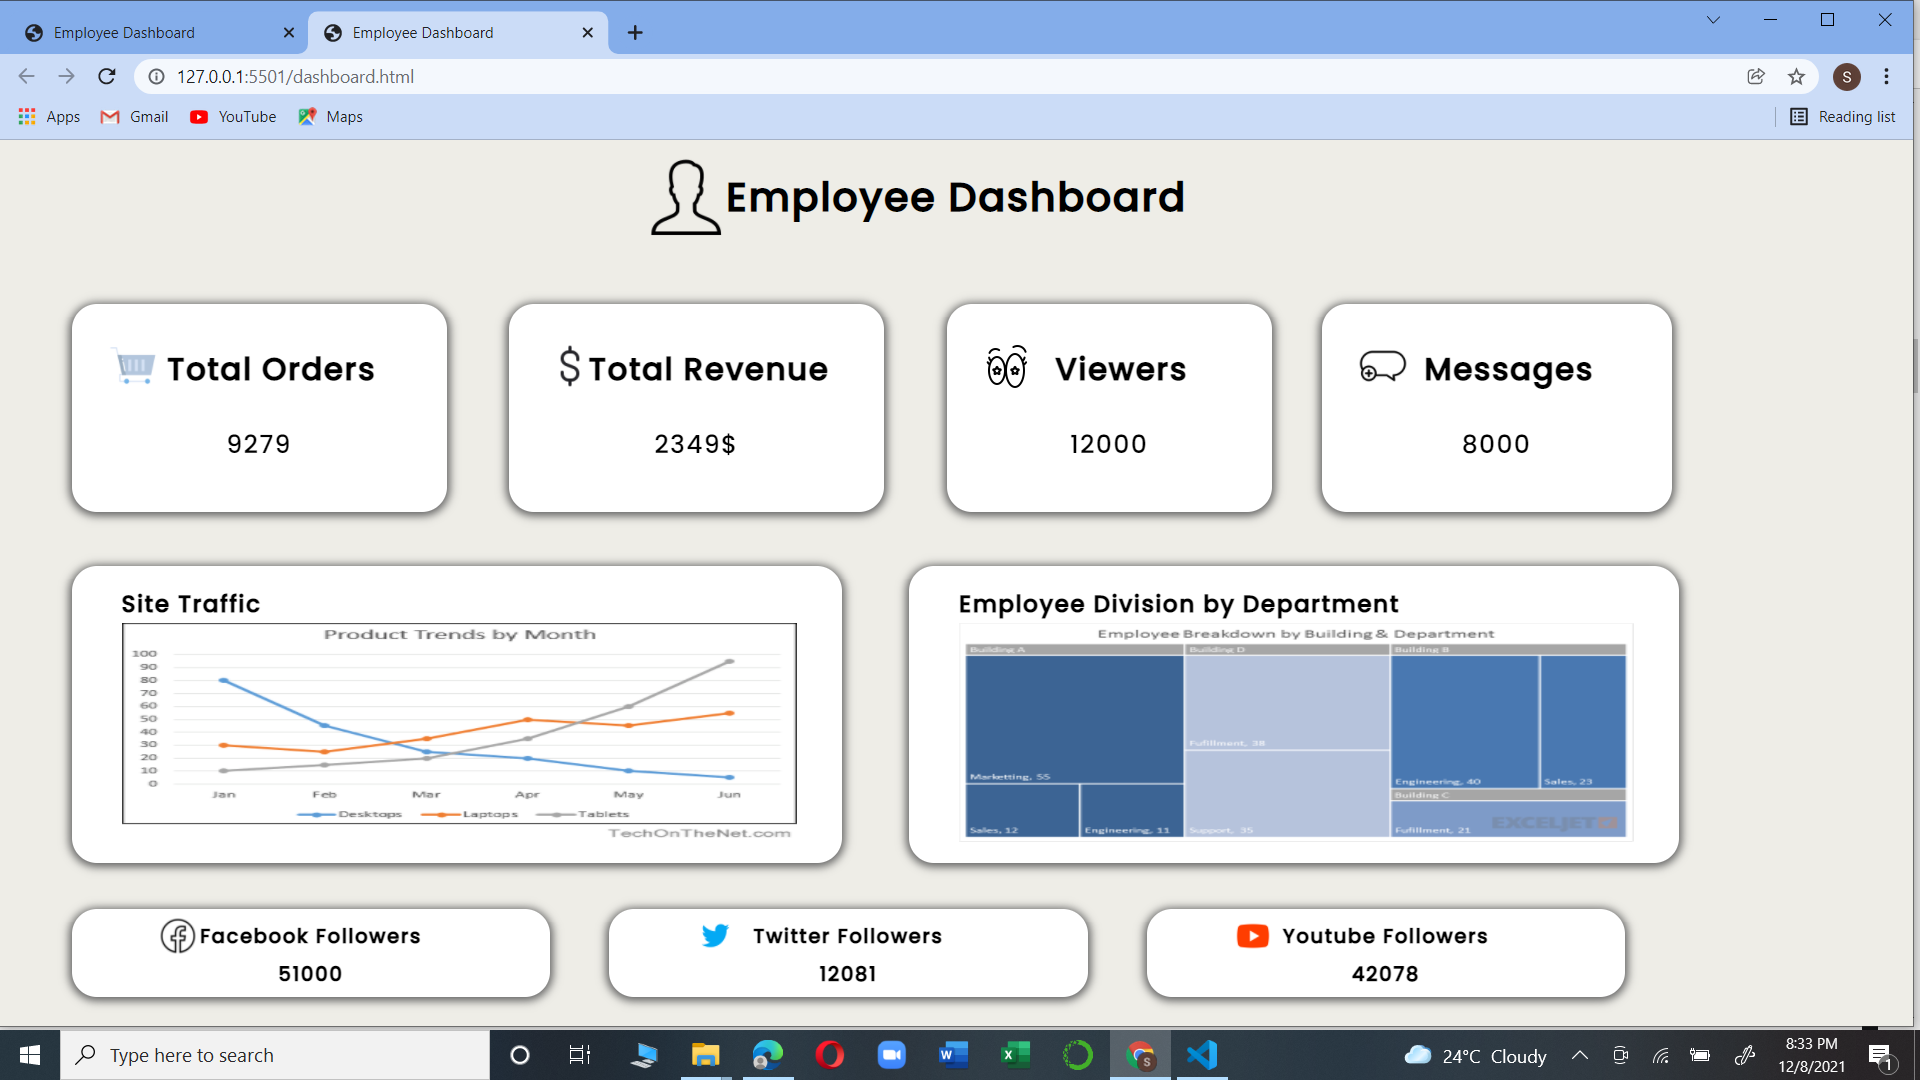 Employee Dashboard
Employee Dashboard
127.0.0.1:5501/dashboard.html
S
Apps
Gmail
YouTube
Maps
Reading list
Employee Dashboard
Total Orders
9279
$ Total Revenue
2349$
Viewers
12000
Messages
8000
Site Traffic
Product Trends by Month
100
90
80
70
60
50
40
30
20
10
0
Jan Feb Mar Apr May Jun
Desktops Laptops Tablets
TechOnTheNet.com
Employee Division by Department
Employee Breakdown by Building & Department
Building A
Building D
Building B
Marketting, 55
Sales, 12
Engineering, 11
Fufillment, 38
Support, 35
Engineering, 40
Sales, 23
Building C
Fufillment, 21
EXCELJET
Facebook Followers
51000
Twitter Followers
12081
Youtube Followers
42078
Type here to search
24°C Cloudy
8:33 PM
12/8/2021
1